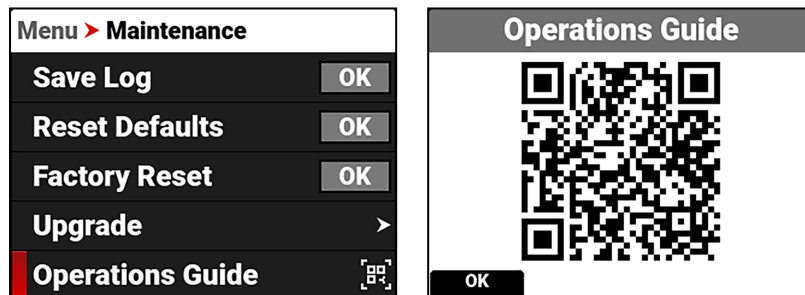 Menu > Maintenance
Save Log OK
Reset Defaults OK
Factory Reset OK
Upgrade >
Operations Guide
Operations Guide
OK